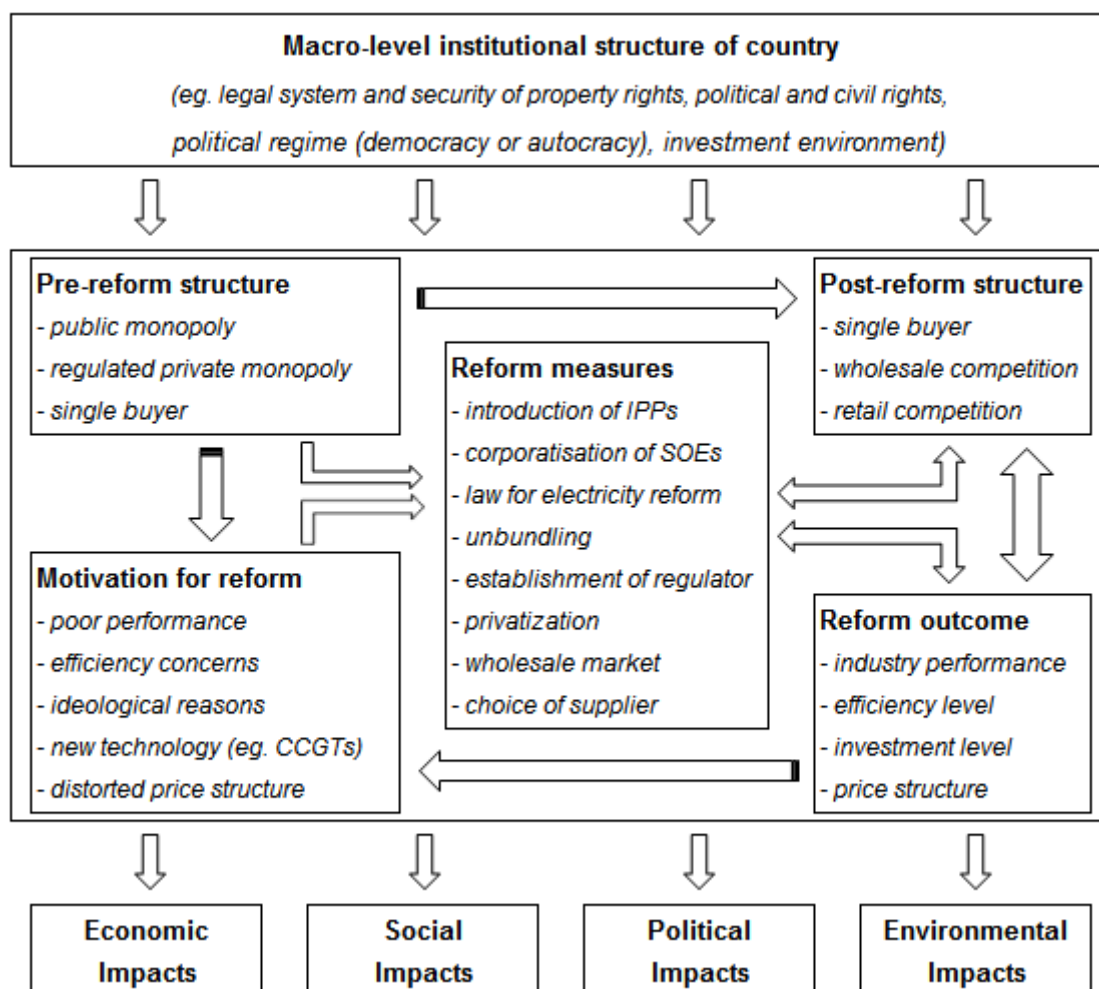 Macro-level institutional structure of country
(eg. legal system and security of property rights, political and civil rights,
political regime (democracy or autocracy), investment environment)
Pre-reform structure
- public monopoly
- regulated private monopoly
- single buyer
Post-reform structure
- single buyer
- wholesale competition
- retail competition
Reform measures
- introduction of IPPs
- corporatisation of SOEs
- law for electricity reform
- unbundling
- establishment of regulator
- privatization
- wholesale market
- choice of supplier
Motivation for reform
- poor performance
- efficiency concerns
- ideological reasons
- new technology (eg. CCGTs)
- distorted price structure
Reform outcome
- industry performance
- efficiency level
- investment level
- price structure
Economic
Impacts
Social
Impacts
Political
Impacts
Environmental
Impacts